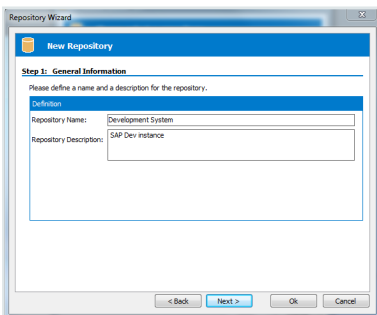 Repository Wizard
New Repository
Step 1: General Information
Please define a name and a description for the repository.
Definition
Repository Name: Development System
Repository Description: SAP Dev instance
< Back Next > Ok Cancel